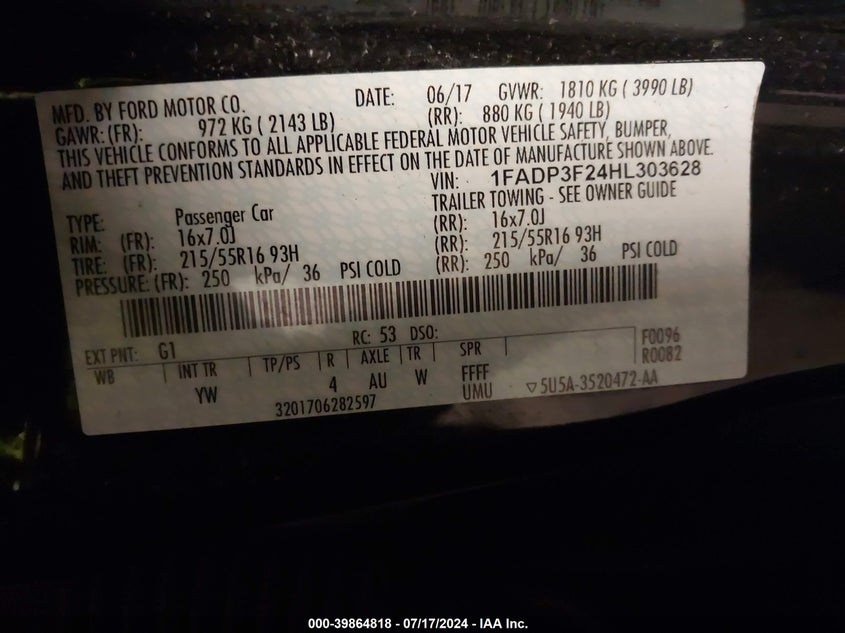 MFD. BY FORD MOTOR CO. DATE: 06/17 GVWR: 1810 KG ( 3990 LB)
GAWR: (FR): 972 KG ( 2143 LB) (RR): 880 KG ( 1940 LB)
THIS VEHICLE CONFORMS TO ALL APPLICABLE FEDERAL MOTOR VEHICLE SAFETY, BUMPER,
AND THEFT PREVENTION STANDARDS IN EFFECT ON THE DATE OF MANUFACTURE SHOWN ABOVE.
VIN: 1FADP3F24HL303628
TYPE: Passenger Car TRAILER TOWING - SEE OWNER GUIDE
RIM: (FR): 16x7.0J (RR): 16x7.0J
TIRE: (FR): 215/55R16 93H (RR): 215/55R16 93H
PRESSURE: (FR): 250 kPa/ 36 PSI COLD (RR): 250 kPa/ 36 PSI COLD
EXT PNT: G1 RC: 53 DSO: F0096
WB INT TR TP/PS R AXLE TR SPR R0082
YW 4 AU W FFFF
3201706282597 UMU ▽5U5A-3520472-AA
000-39864818 - 07/17/2024 - IAA Inc.